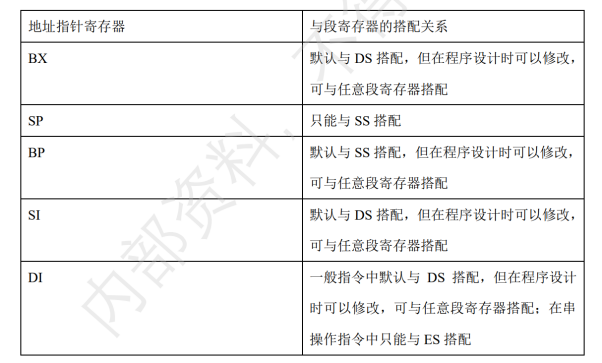 地址指针寄存器
与段寄存器的搭配关系
BX
默认与 DS 搭配，但在程序设计时可以修改，
可与任意段寄存器搭配
SP
只能与 SS 搭配
BP
默认与 SS 搭配，但在程序设计时可以修改，
可与任意段寄存器搭配
SI
默认与 DS 搭配，但在程序设计时可以修改，
可与任意段寄存器搭配
DI
一般指令中默认与 DS 搭配，但在程序设计
时可以修改，可与任意段寄存器搭配；在串
操作指令中只能与 ES 搭配
内部资料，不得